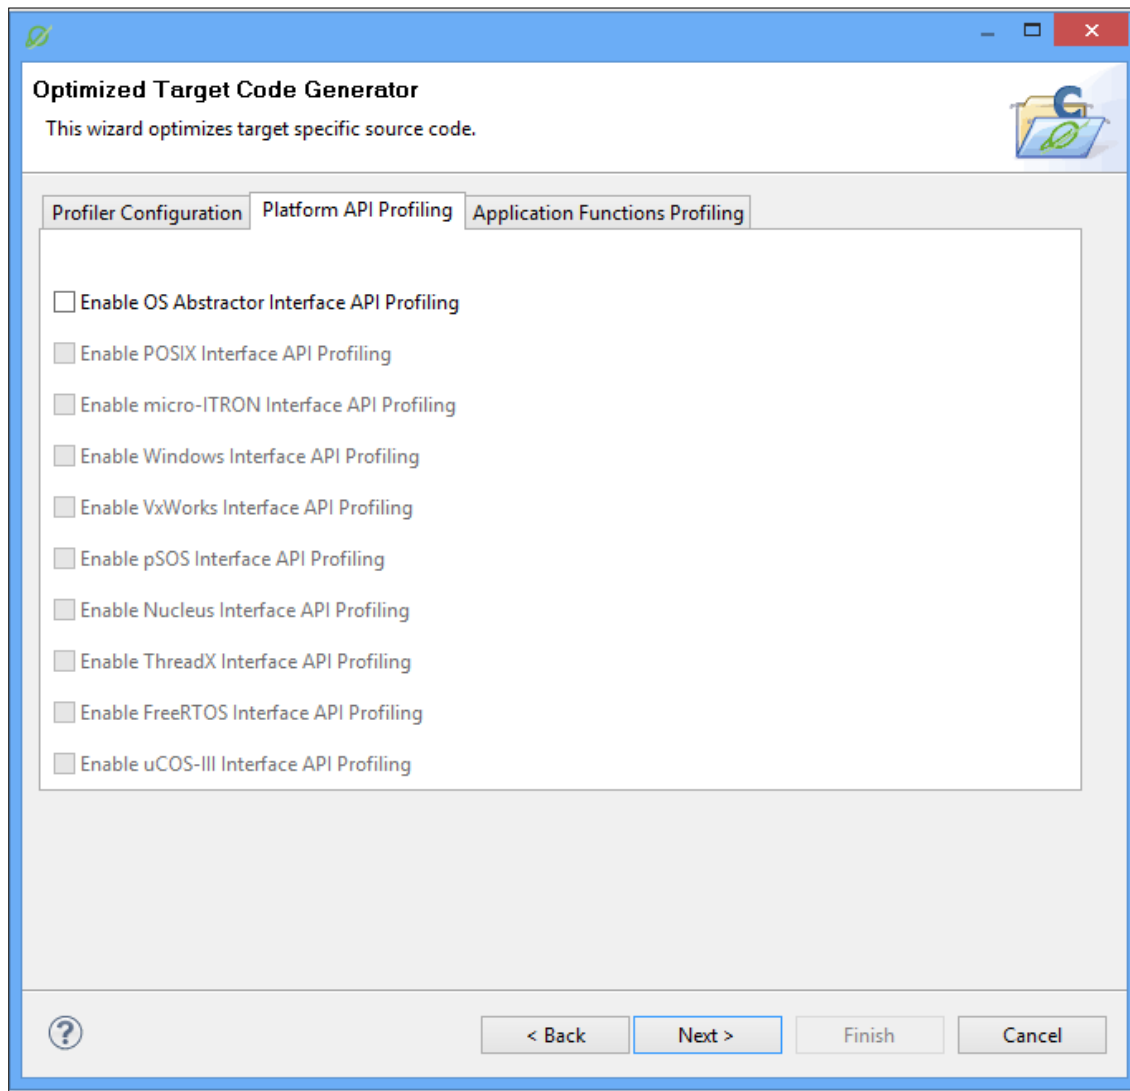 Optimized Target Code Generator
This wizard optimizes target specific source code.
C
Profiler Configuration Platform API Profiling Application Functions Profiling
Enable OS Abstractor Interface API Profiling
Enable POSIX Interface API Profiling
Enable micro-ITRON Interface API Profiling
Enable Windows Interface API Profiling
Enable VxWorks Interface API Profiling
Enable pSOS Interface API Profiling
Enable Nucleus Interface API Profiling
Enable ThreadX Interface API Profiling
Enable FreeRTOS Interface API Profiling
Enable uCOS-III Interface API Profiling
? < Back Next > Finish Cancel